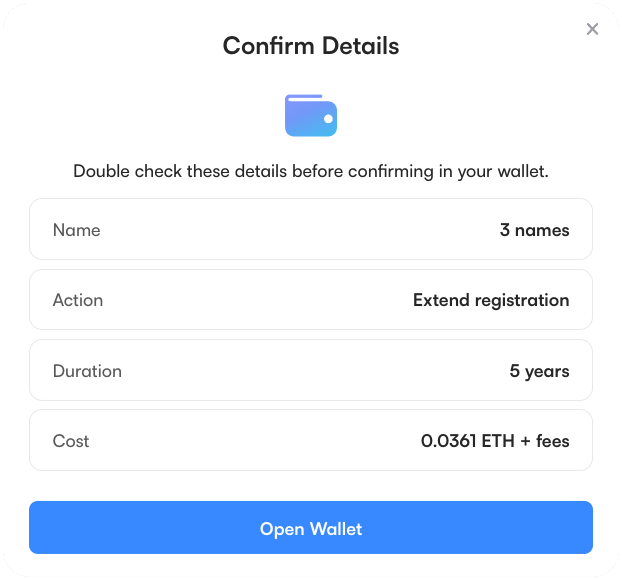 Confirm Details
Double check these details before confirming in your wallet.
Name 3 names
Action Extend registration
Duration 5 years
Cost 0.0361 ETH + fees
Open Wallet